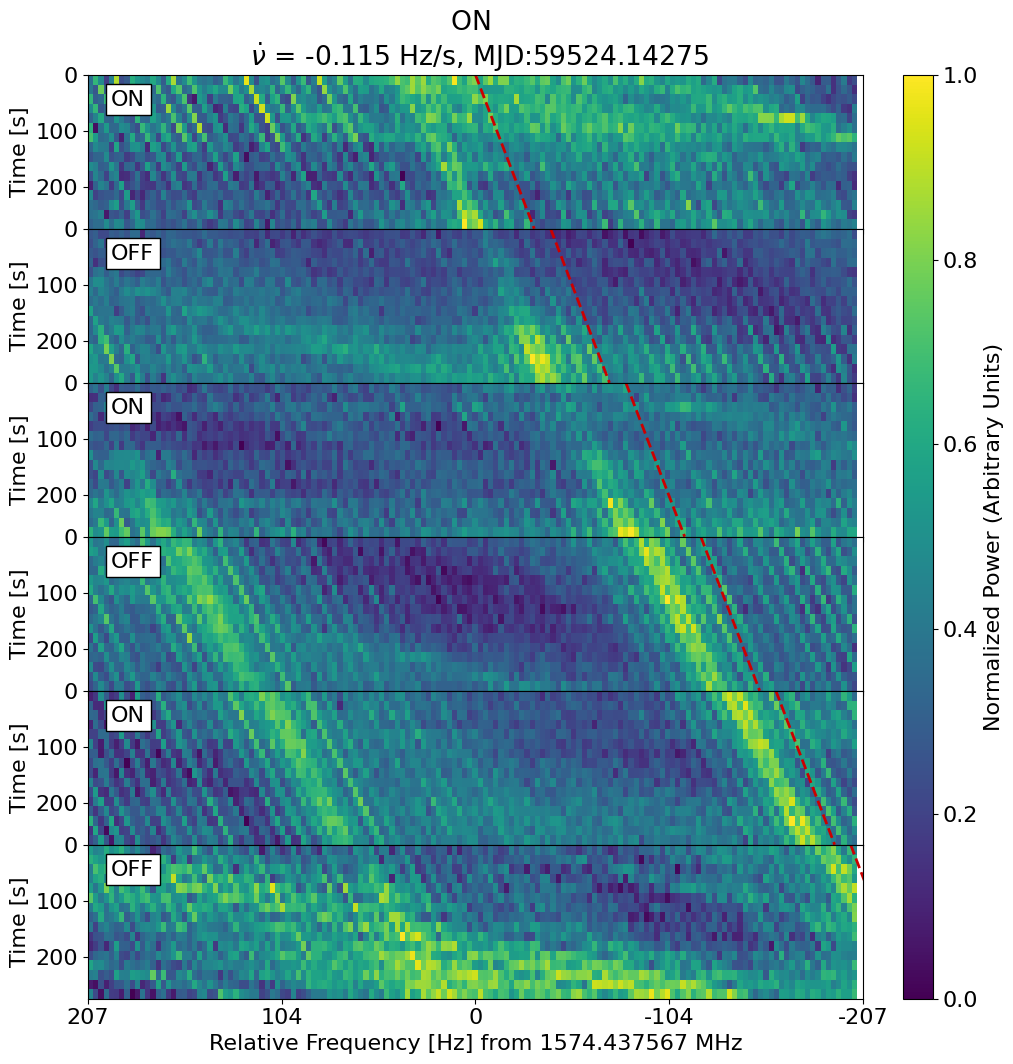 ON
ν̇ = -0.115 Hz/s, MJD:59524.14275
0
ON
100
200
Time [s]
0
OFF
100
200
Time [s]
0
ON
100
200
Time [s]
0
OFF
100
200
Time [s]
0
ON
100
200
Time [s]
0
OFF
100
200
Time [s]
207 104 0 -104 -207
Relative Frequency [Hz] from 1574.437567 MHz
1.0
0.8
0.6
0.4
0.2
0.0
Normalized Power (Arbitrary Units)